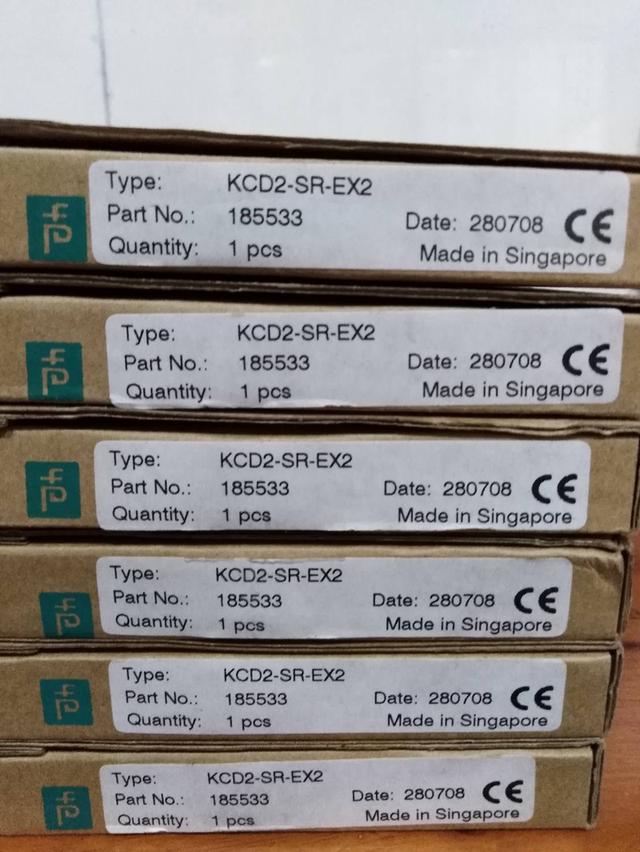 Type: KCD2-SR-EX2
Part No.: 185533 Date: 280708 CE
Quantity: 1 pcs Made in Singapore
Type: KCD2-SR-EX2
Part No.: 185533 Date: 280708 CE
Quantity: 1 pcs Made in Singapore
Type: KCD2-SR-EX2
Part No.: 185533 Date: 280708 CE
Quantity: 1 pcs Made in Singapore
Type: KCD2-SR-EX2
Part No.: 185533 Date: 280708 CE
Quantity: 1 pcs Made in Singapore
Type: KCD2-SR-EX2
Part No.: 185533 Date: 280708 CE
Quantity: 1 pcs Made in Singapore
Type: KCD2-SR-EX2
Part No.: 185533 Date: 280708 CE
Quantity: 1 pcs Made in Singapore